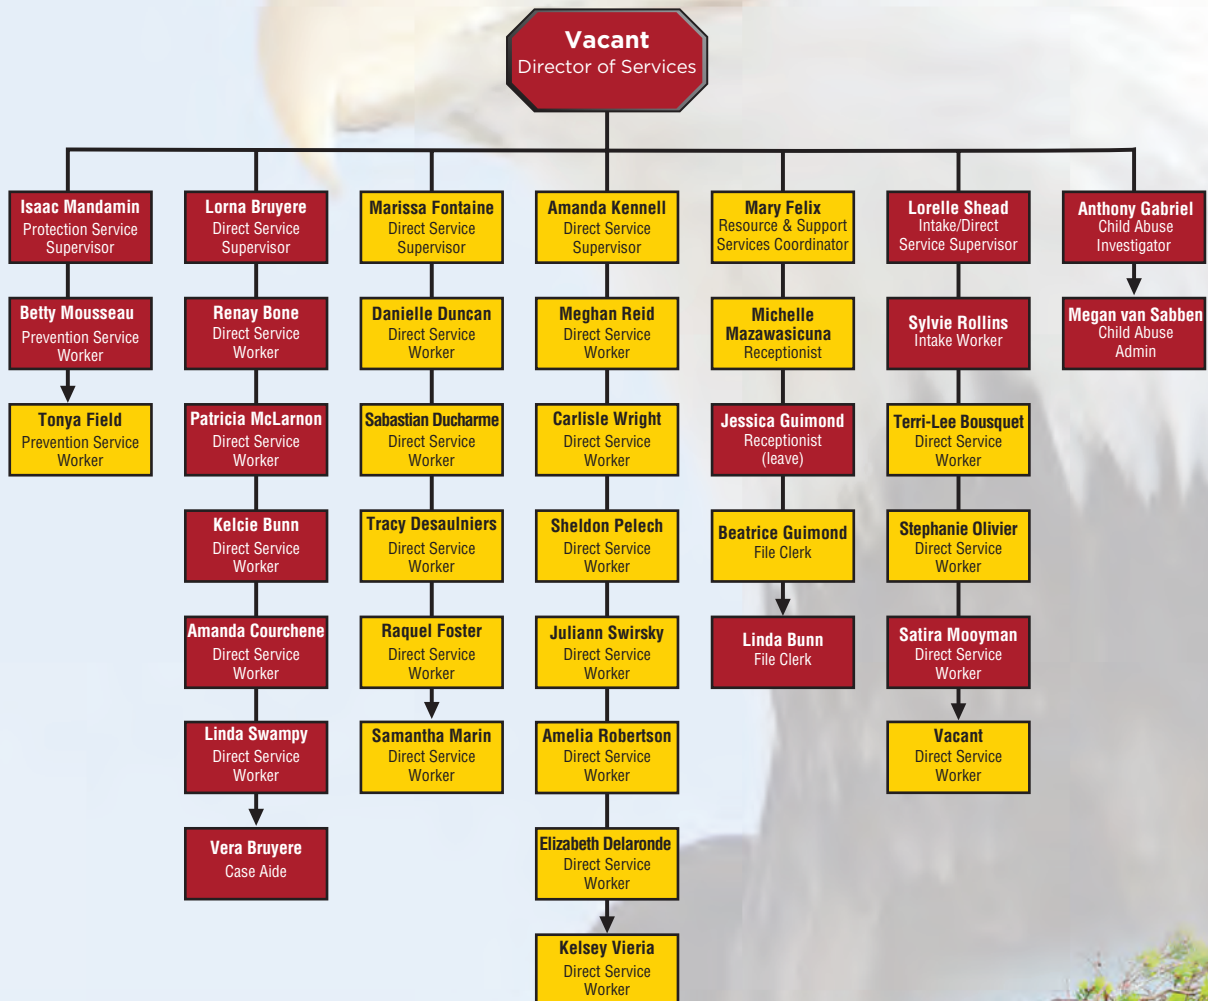 Vacant
Director of Services
Isaac Mandamin
Protection Service
Supervisor
Betty Mousseau
Prevention Service
Worker
Tonya Field
Prevention Service
Worker
Lorna Bruyere
Direct Service
Supervisor
Renay Bone
Direct Service
Worker
Patricia McLarnon
Direct Service
Worker
Kelcie Bunn
Direct Service
Worker
Amanda Courchene
Direct Service
Worker
Linda Swampy
Direct Service
Worker
Vera Bruyere
Case Aide
Marissa Fontaine
Direct Service
Supervisor
Danielle Duncan
Direct Service
Worker
Sabastian Ducharme
Direct Service
Worker
Tracy Desaulniers
Direct Service
Worker
Raquel Foster
Direct Service
Worker
Samantha Marin
Direct Service
Worker
Amanda Kennell
Direct Service
Supervisor
Meghan Reid
Direct Service
Worker
Carlisle Wright
Direct Service
Worker
Sheldon Pelech
Direct Service
Worker
Juliann Swirsky
Direct Service
Worker
Amelia Robertson
Direct Service
Worker
Elizabeth Delaronde
Direct Service
Worker
Kelsey Vieria
Direct Service
Worker
Mary Felix
Resource & Support
Services Coordinator
Michelle
Mazawasicuna
Receptionist
Jessica Guimond
Receptionist
(leave)
Beatrice Guimond
File Clerk
Linda Bunn
File Clerk
Lorelle Shead
Intake/Direct
Service Supervisor
Sylvie Rollins
Intake Worker
Terri-Lee Bousquet
Direct Service
Worker
Stephanie Olivier
Direct Service
Worker
Satira Mooyman
Direct Service
Worker
Vacant
Direct Service
Worker
Anthony Gabriel
Child Abuse
Investigator
Megan van Sabben
Child Abuse
Admin